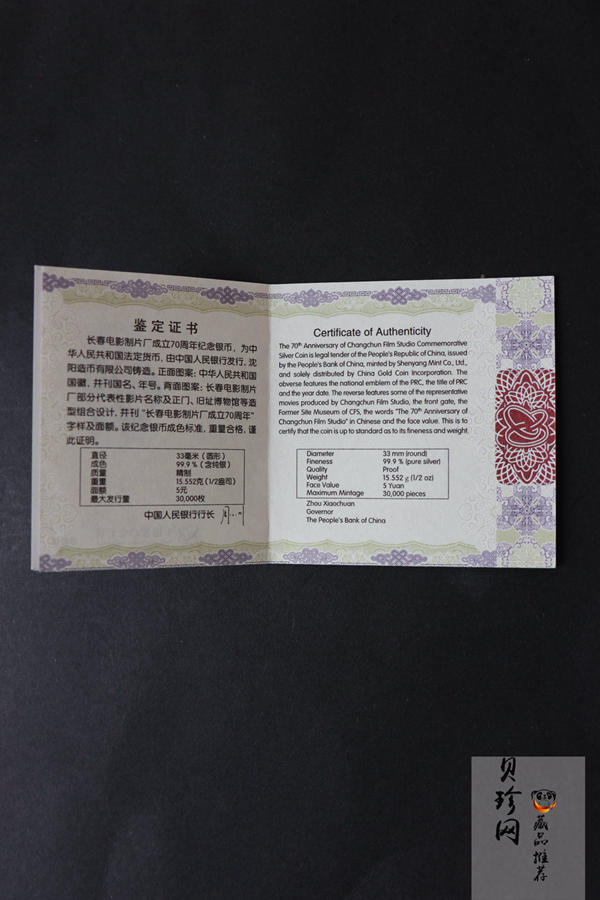 鉴定证书
长春电影制片厂成立70周年纪念银币，为中
华人民共和国法定货币，由中国人民银行发行，沈
阳造币有限公司铸造。正面图案：中华人民共和国
国徽，并刊国名、年号。背面图案：长春电影制片
厂部分代表性影片名称及正门、旧址博物馆等造
型组合设计，并刊“长春电影制片厂成立70周年”
字样及面额。该纪念银币成色标准，重量合格，谨
此证明。
直径 33毫米（圆形）
成色 99.9％（含纯银）
质量 精制
重量 15.552克(1/2盎司)
面额 5元
最大发行量 30,000枚
中国人民银行行长
Certificate of Authenticity
The 70th Anniversary of Changchun Film Studio Commemorative
Silver Coin is legal tender of the People's Republic of China, issued
by the People's Bank of China, minted by Shenyang Mint Co., Ltd.,
and solely distributed by China Gold Coin Incorporation. The
obverse features the national emblem of the PRC, the title of PRC
and the year date. The reverse features some of the representative
movies produced by Changchun Film Studio, the front gate, the
Former Site Museum of CFS, the words "The 70th Anniversary of
Changchun Film Studio" in Chinese and the face value. This is to
certify that the coin is up to standard as to its fineness and weight.
Diameter 33 mm (round)
Fineness 99.9 % (pure silver)
Quality Proof
Weight 15.552 g (1/2 oz)
Face Value 5 Yuan
Maximum Mintage 30,000 pieces
Zhou Xiaochuan
Governor
The People's Bank of China
贝珍网
藏品推荐